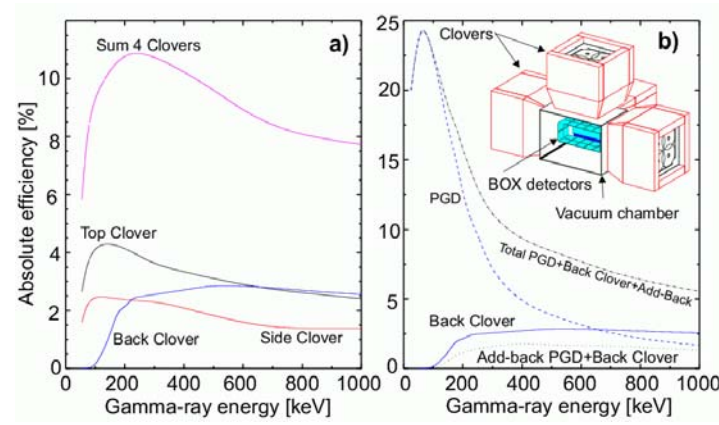 Absolute efficiency [%]
a)
Sum 4 Clovers
Top Clover
Back Clover
Side Clover
10
8
6
4
2
0
0 200 400 600 800 1000
Gamma-ray energy [keV]
b)
Clovers
BOX detectors
Vacuum chamber
PGD
Total PGD+Back Clover+Add-Back
Back Clover
Add-back PGD+Back Clover
25
20
15
10
5
0
0 200 400 600 800 1000
Gamma-ray energy [keV]